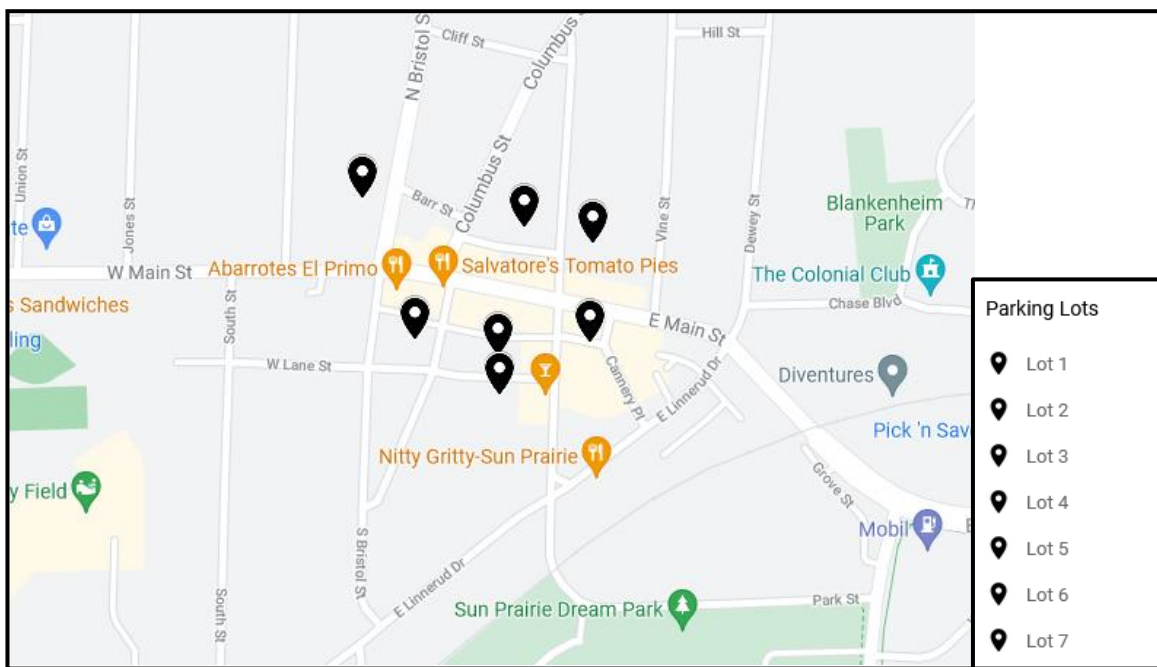 Cliff St
Hill St
N Bristol S
Columbus St
Columbus St
Union St
Jones St
Barr St
Vine St
Dewey St
Blankenheim
Park
Th
te
W Main St
Abarrotes El Primo
Salvatore's Tomato Pies
The Colonial Club
Chase Blvd
s Sandwiches
ling
South St
E Main St
W Lane St
Cannery Pl
E Linnerud Dr
Diventures
Pick 'n Sav
Nitty Gritty-Sun Prairie
y Field
Grove St
Mobil
E
S Bristol St
E Linnerud Dr
South St
Sun Prairie Dream Park
Park St
Parking Lots
Lot 1
Lot 2
Lot 3
Lot 4
Lot 5
Lot 6
Lot 7